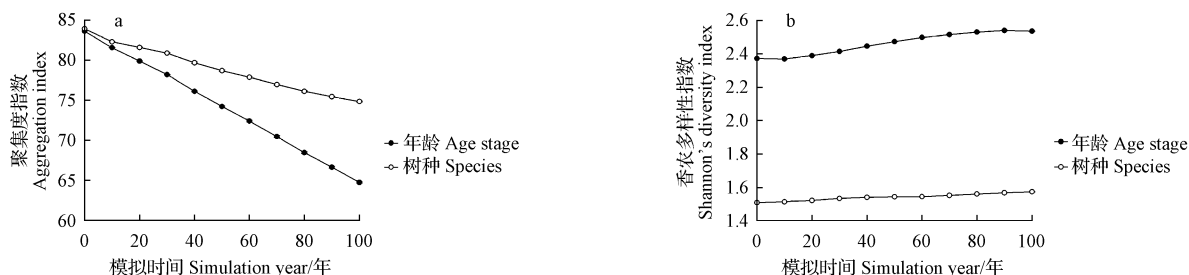 a
85
80
75
70
65
60
0
20
40
60
80
100
聚集度指数
Aggregation index
模拟时间 Simulation year/年
年龄 Age stage
树种 Species
b
2.6
2.4
2.2
2.0
1.8
1.6
1.4
0
20
40
60
80
100
香农多样性指数
Shannon's diversity index
模拟时间 Simulation year/年
年龄 Age stage
树种 Species